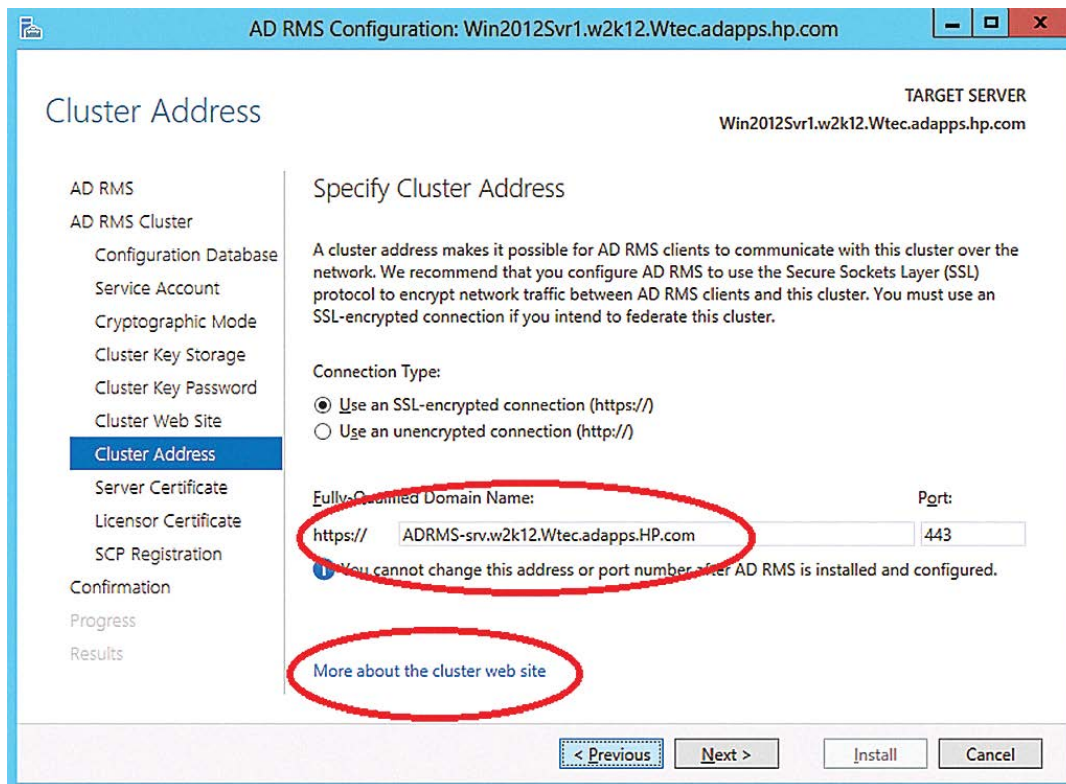 AD RMS Configuration: Win2012Svr1.w2k12.Wtec.adapps.hp.com
Cluster Address
TARGET SERVER
Win2012Svr1.w2k12.Wtec.adapps.hp.com
AD RMS
AD RMS Cluster
Configuration Database
Service Account
Cryptographic Mode
Cluster Key Storage
Cluster Key Password
Cluster Web Site
Cluster Address
Server Certificate
Licensor Certificate
SCP Registration
Confirmation
Progress
Results
Specify Cluster Address
A cluster address makes it possible for AD RMS clients to communicate with this cluster over the
network. We recommend that you configure AD RMS to use the Secure Sockets Layer (SSL)
protocol to encrypt network traffic between AD RMS clients and this cluster. You must use an
SSL-encrypted connection if you intend to federate this cluster.
Connection Type:
Use an SSL-encrypted connection (https://)
Use an unencrypted connection (http://)
Fully-Qualified Domain Name:
Port:
https:// ADRMS-srv.w2k12.Wtec.adapps.HP.com
443
You cannot change this address or port number after AD RMS is installed and configured.
More about the cluster web site
< Previous
Next >
Install
Cancel